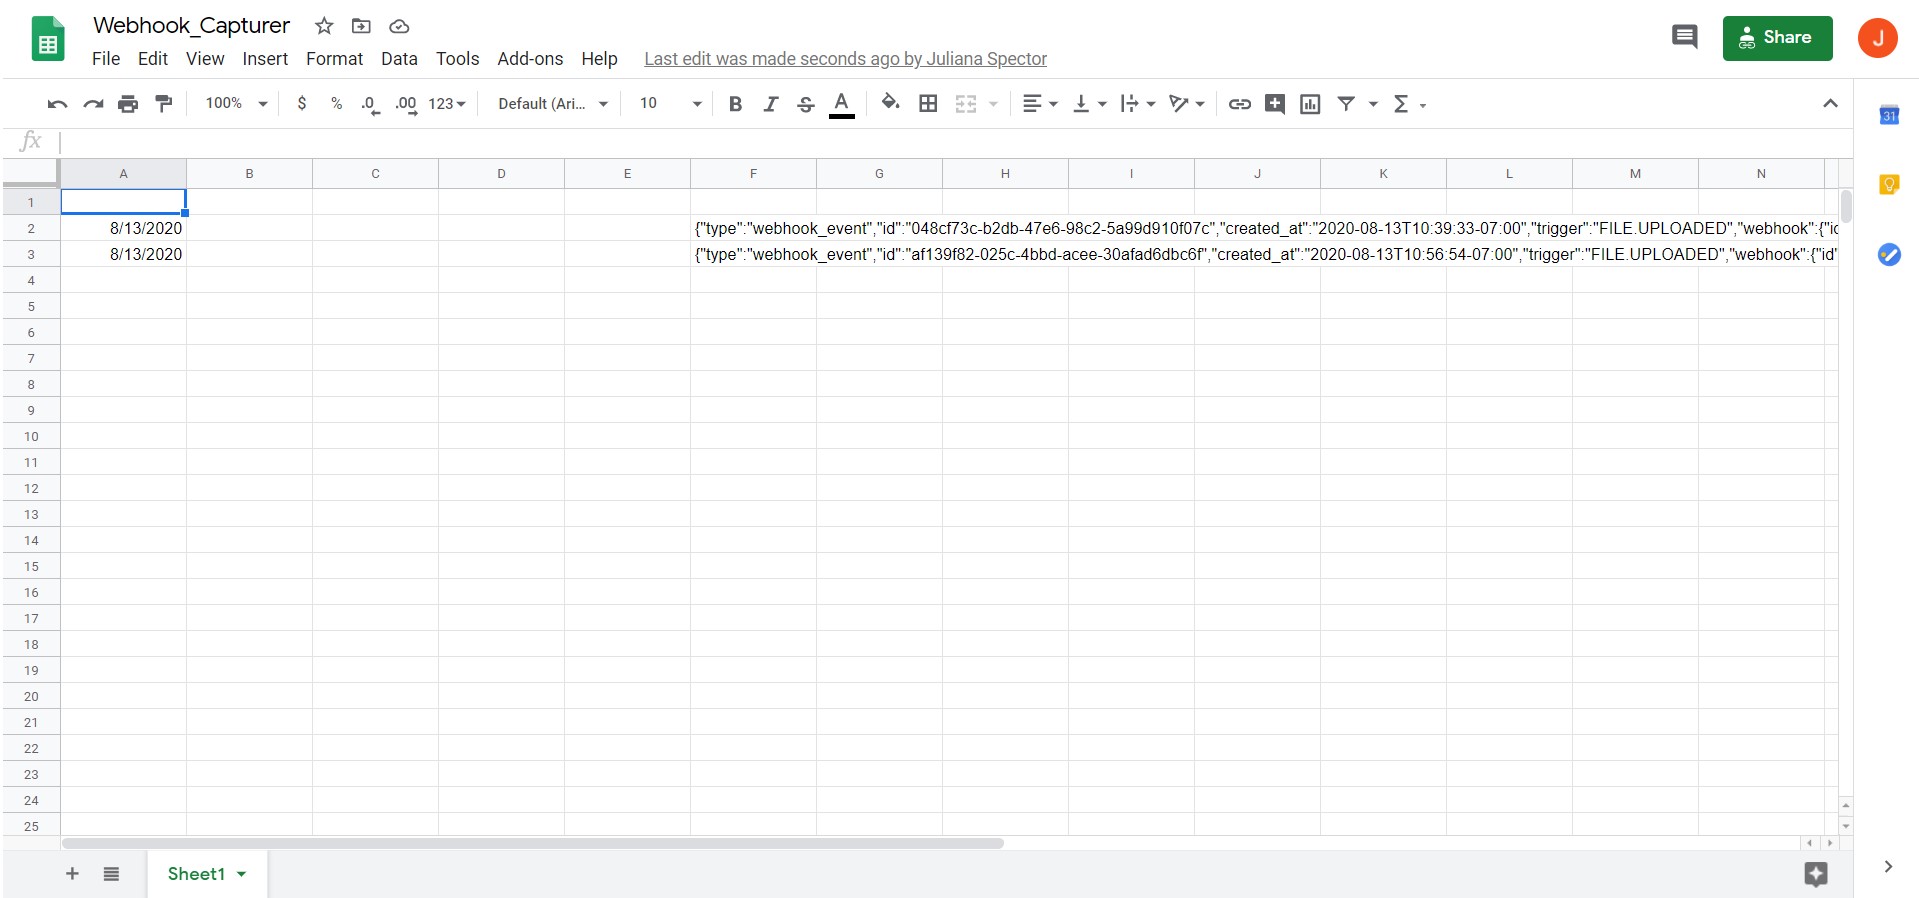 Webhook_Capturer
File Edit View Insert Format Data Tools Add-ons Help Last edit was made seconds ago by Juliana Spector
Share
J
100% $ % .0 .00 123 Default (Ari... 10 B I S A Σ
31
fx
A B C D E F G H I J K L M N
1
2 8/13/2020 {"type":"webhook_event","id":"048cf73c-b2db-47e6-98c2-5a99d910f07c","created_at":"2020-08-13T10:39:33-07:00","trigger":"FILE.UPLOADED","webhook":{"id
3 8/13/2020 {"type":"webhook_event","id":"af139f82-025c-4bbd-acee-30afad6dbc6f","created_at":"2020-08-13T10:56:54-07:00","trigger":"FILE.UPLOADED","webhook":{"id"
4
5
6
7
8
9
10
11
12
13
14
15
16
17
18
19
20
21
22
23
24
25
+ Sheet1